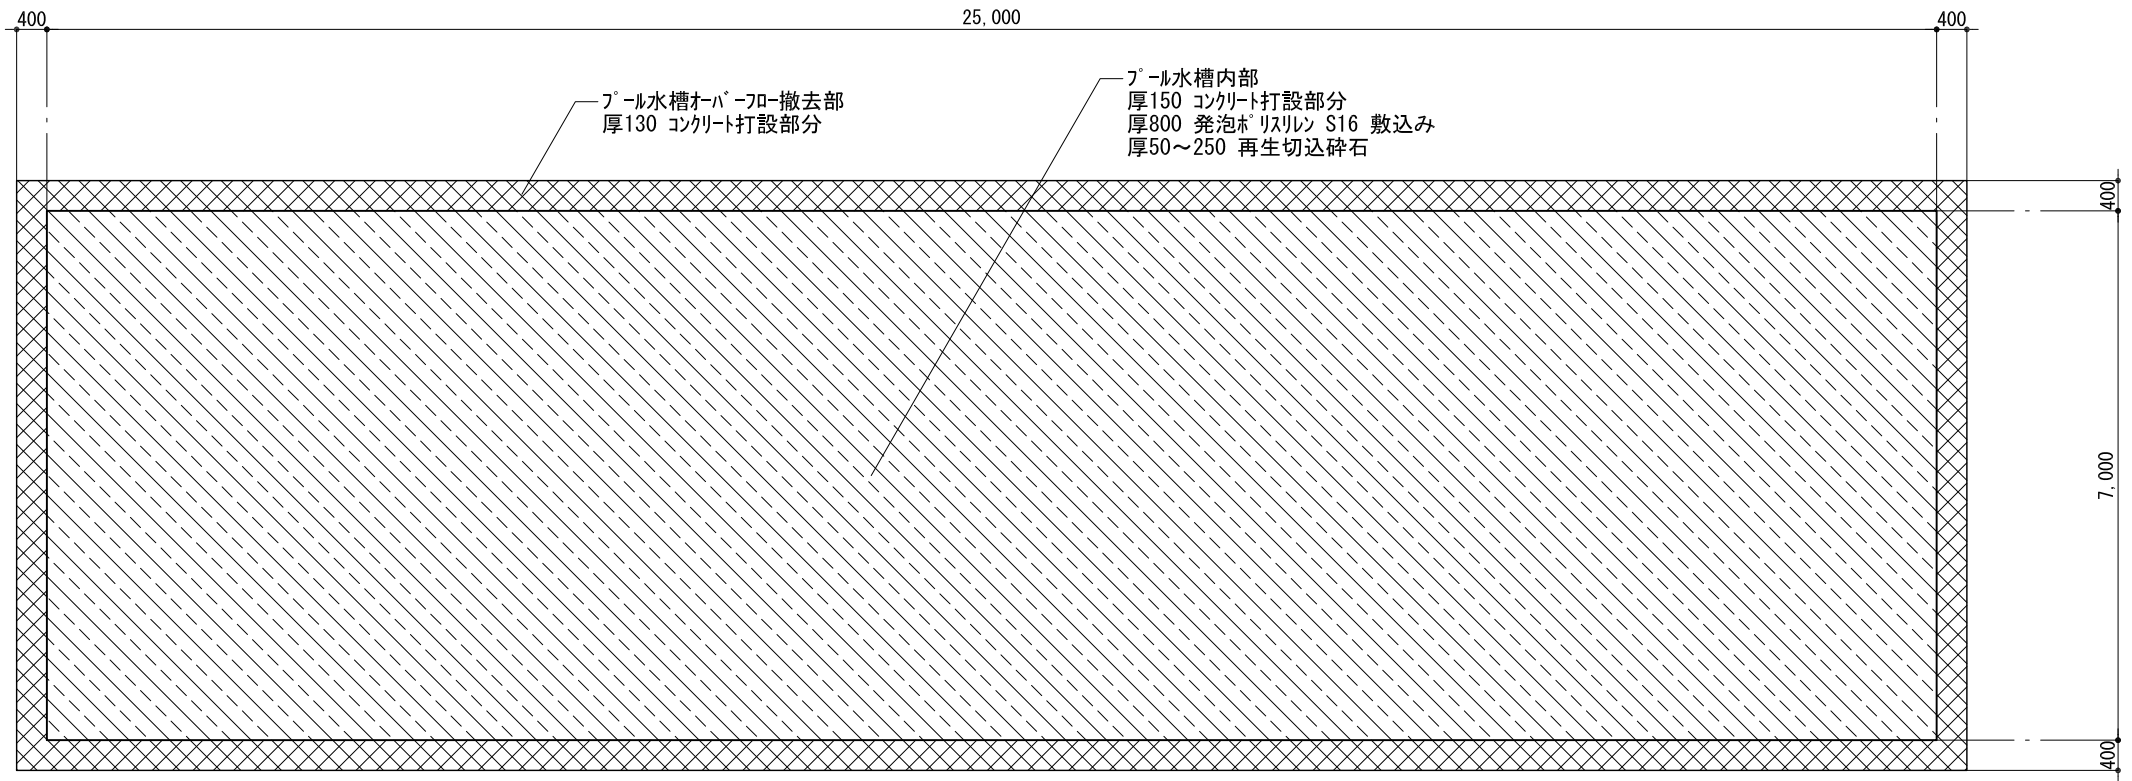 400
25,000
400
ﾌﾟｰﾙ水槽ｵｰﾊﾞｰﾌﾛｰ撤去部
厚130 ｺﾝｸﾘｰﾄ打設部分
ﾌﾟｰﾙ水槽内部
厚150 ｺﾝｸﾘｰﾄ打設部分
厚800 発泡ﾎﾟﾘｽﾘﾚﾝ S16 敷込み
厚50～250 再生切込砕石
400
7,000
400